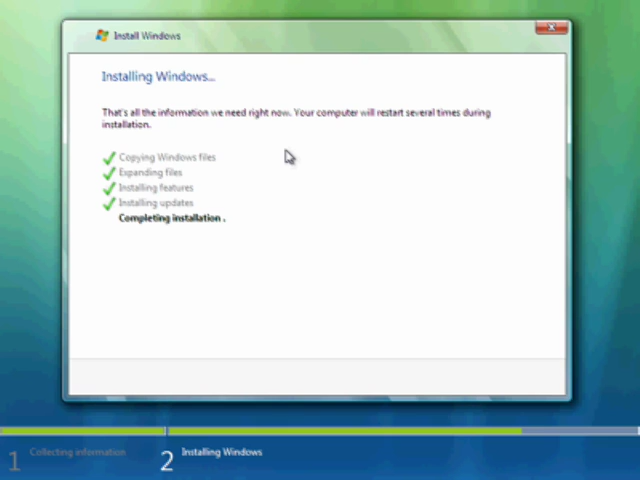 Install Windows
Installing Windows...
That's all the information we need right now. Your computer will restart several times during
installation.
Copying Windows files
Expanding files
Installing features
Installing updates
Completing installation .
1 Collecting information
2 Installing Windows